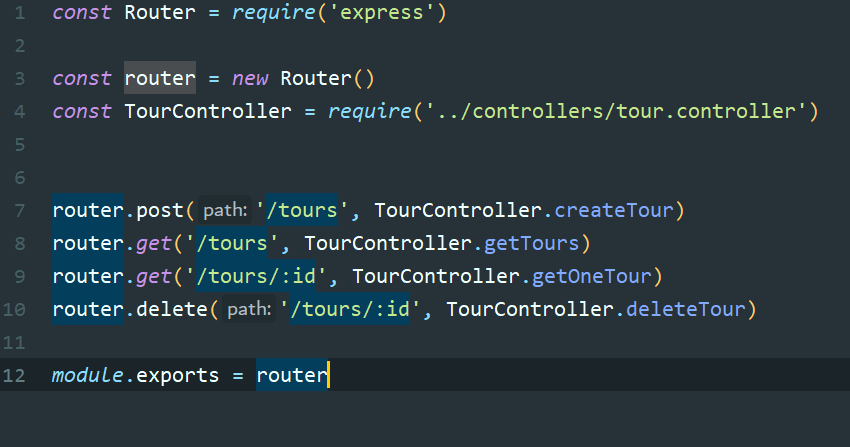 1 const Router = require('express')
2
3 const router = new Router()
4 const TourController = require('../controllers/tour.controller')
5
6
7 router.post( path: '/tours', TourController.createTour)
8 router.get('/tours', TourController.getTours)
9 router.get('/tours/:id', TourController.getOneTour)
10 router.delete( path: '/tours/:id', TourController.deleteTour)
11
12 module.exports = router